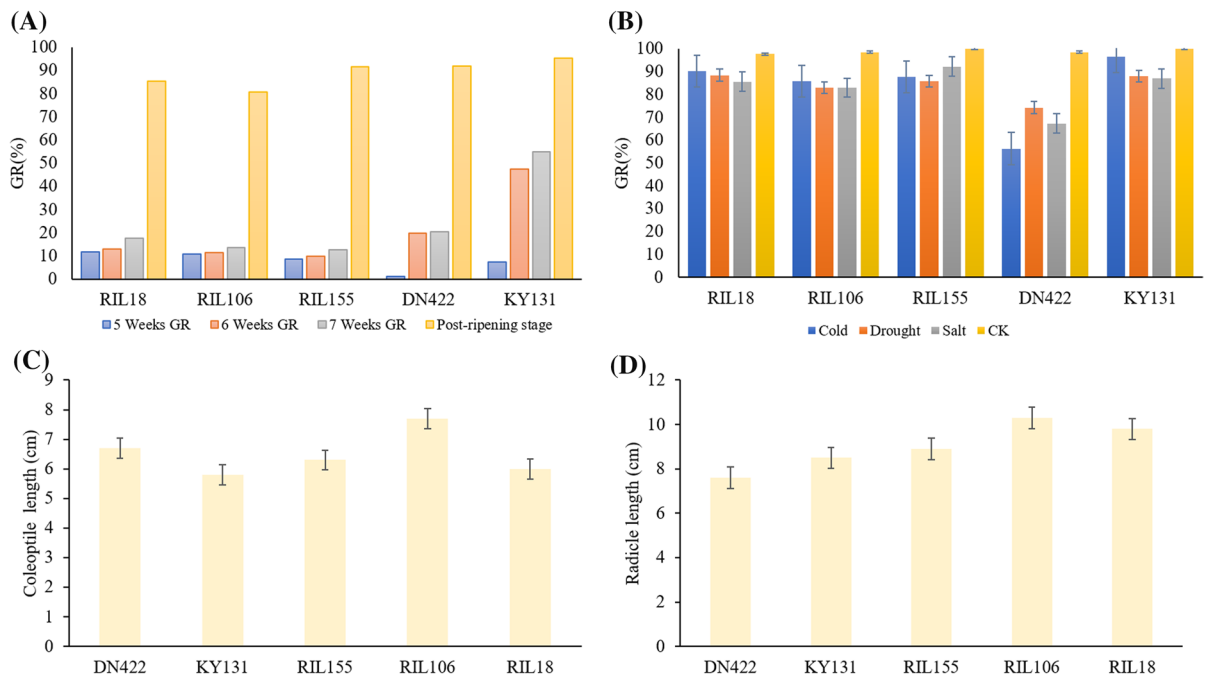 (A)
100
90
80
70
60
50
40
30
20
10
0
GR(%)
RIL18 RIL106 RIL155 DN422 KY131
5 Weeks GR 6 Weeks GR 7 Weeks GR Post-ripening stage
(B)
100
90
80
70
60
50
40
30
20
10
0
GR(%)
RIL18 RIL106 RIL155 DN422 KY131
Cold Drought Salt CK
(C)
9
8
7
6
5
4
3
2
1
0
Coleoptile length (cm)
DN422 KY131 RIL155 RIL106 RIL18
(D)
12
10
8
6
4
2
0
Radicle length (cm)
DN422 KY131 RIL155 RIL106 RIL18